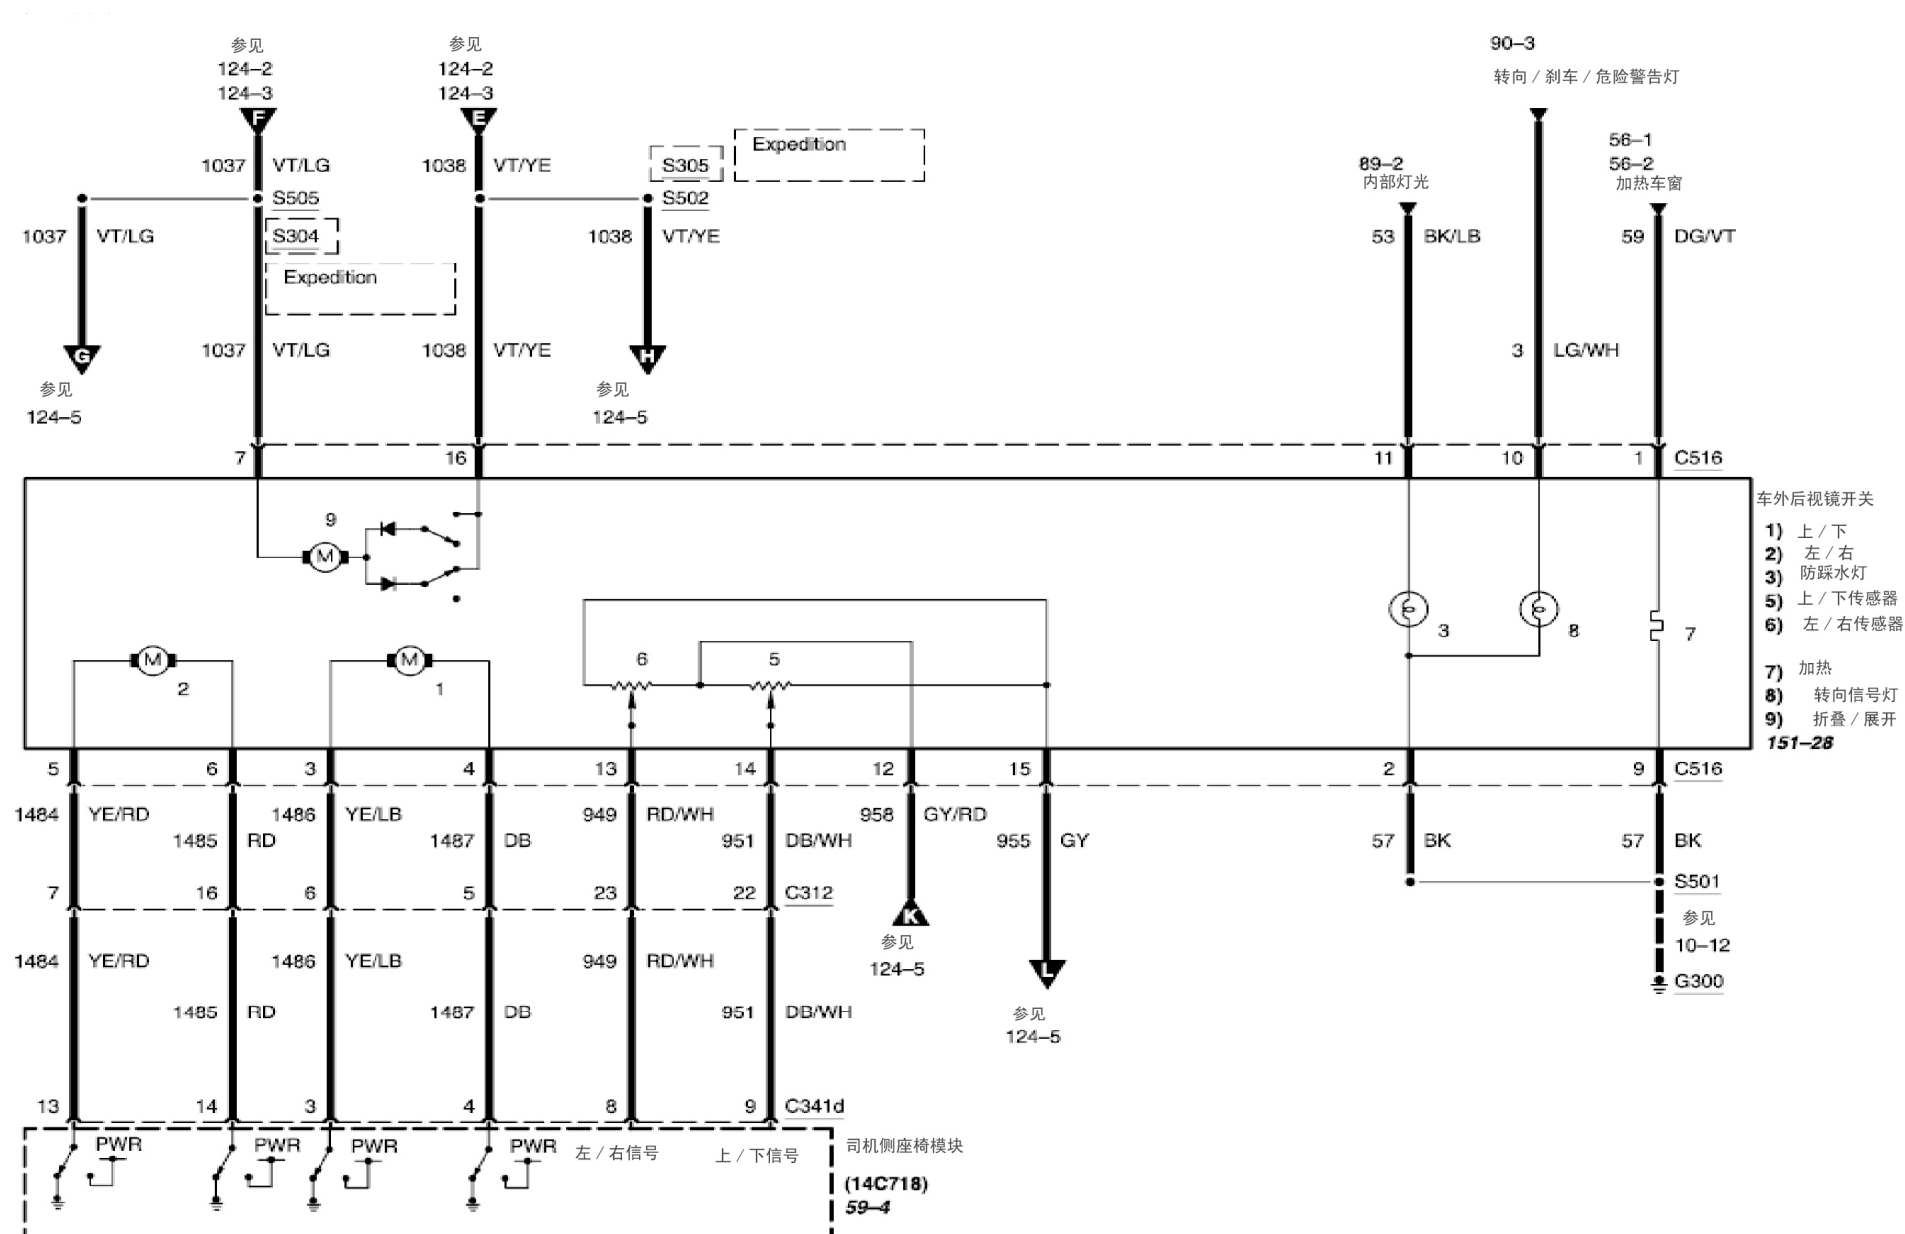 参见
124–2
124–3
F
参见
124–2
124–3
E
90–3
转向 / 刹车 / 危险警告灯
Expedition
S305
56–1
56–2
加热车窗
89–2
内部灯光
1037 VT/LG
1038 VT/YE
S505
S502
1037 VT/LG
S304
1038 VT/YE
53 BK/LB
59 DG/VT
Expedition
G
参见
124–5
1037 VT/LG
1038 VT/YE
H
参见
124–5
3 LG/WH
7 16 11 10 1 C516
车外后视镜开关
1) 上 / 下
2) 左 / 右
3) 防踩水灯
5) 上 / 下传感器
6) 左 / 右传感器
7) 加热
8) 转向信号灯
9) 折叠 / 展开
151–28
9
M
3 8 7
M
2
M
1
6 5
5 6 3 4 13 14 12 15 2 9 C516
1484 YE/RD 1486 YE/LB 949 RD/WH 958 GY/RD
1485 RD 1487 DB 951 DB/WH 955 GY 57 BK 57 BK
7 16 6 5 23 22 C312
S501
K
参见
124–5
参见
10–12
G300
1484 YE/RD 1486 YE/LB 949 RD/WH
L
参见
124–5
1485 RD 1487 DB 951 DB/WH
13 14 3 4 8 9 C341d
PWR PWR PWR PWR 左 / 右信号 上 / 下信号
司机侧座椅模块
(14C718)
59–4